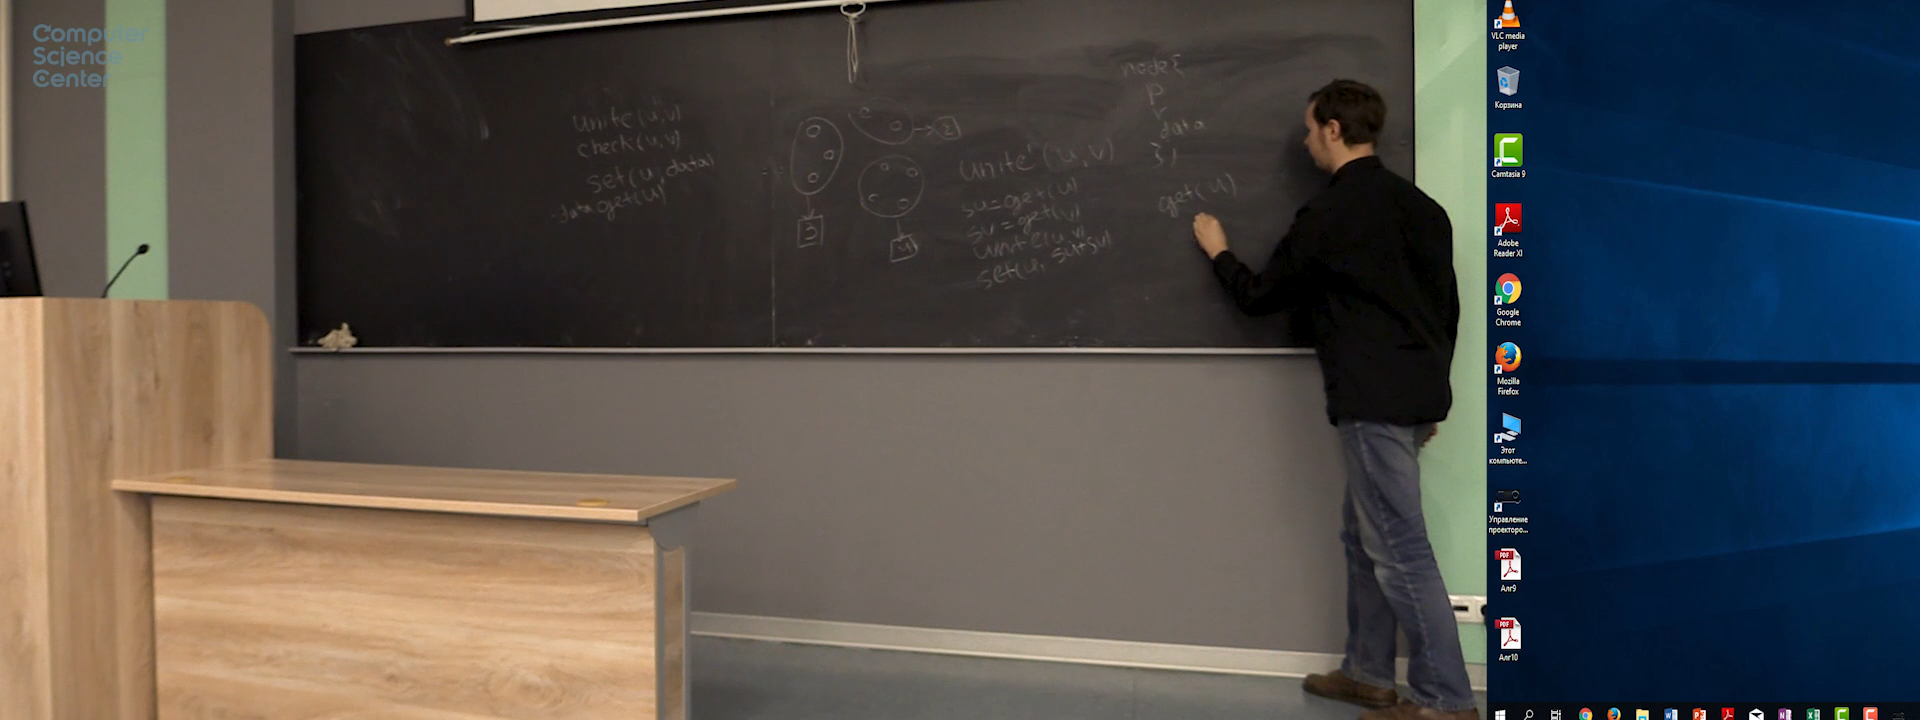 Computer
Science
Center
unite(u,v)
check(u,v)
set(u,data)
data get(u)
3
2
4
unite'(u,v)
su=get(u)
sv=get(v)
unite(u,v)
set(u, su+sv)
node{
p
r
data
};
get(u)
VLC media
player
Корзина
Camtasia 9
Adobe
Reader XI
Google
Chrome
Mozilla
Firefox
Этот
компьюте...
Управление
проекторо...
PDF
Алг9
PDF
Алг10